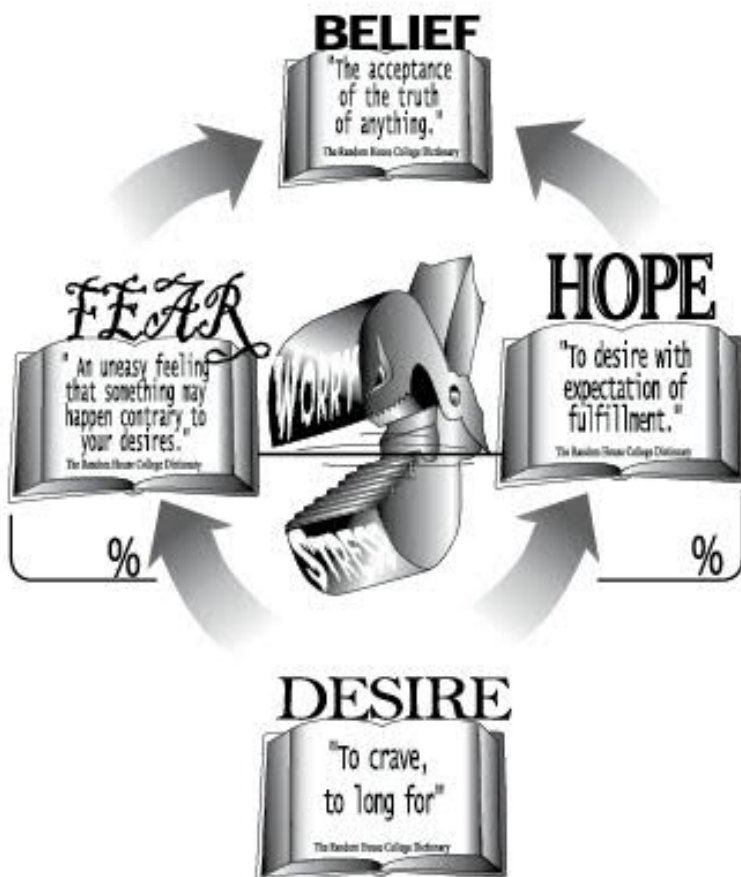 BELIEF
"The acceptance
of the truth
of anything."
The Random House College Dictionary
FEAR
" An uneasy feeling
that something may
happen contrary to
your desires."
The Random House College Dictionary
%
WORRY
STRESS
HOPE
"To desire with
expectation of
fulfillment."
The Random House College Dictionary
%
DESIRE
"To crave,
to long for"
The Random House College Dictionary